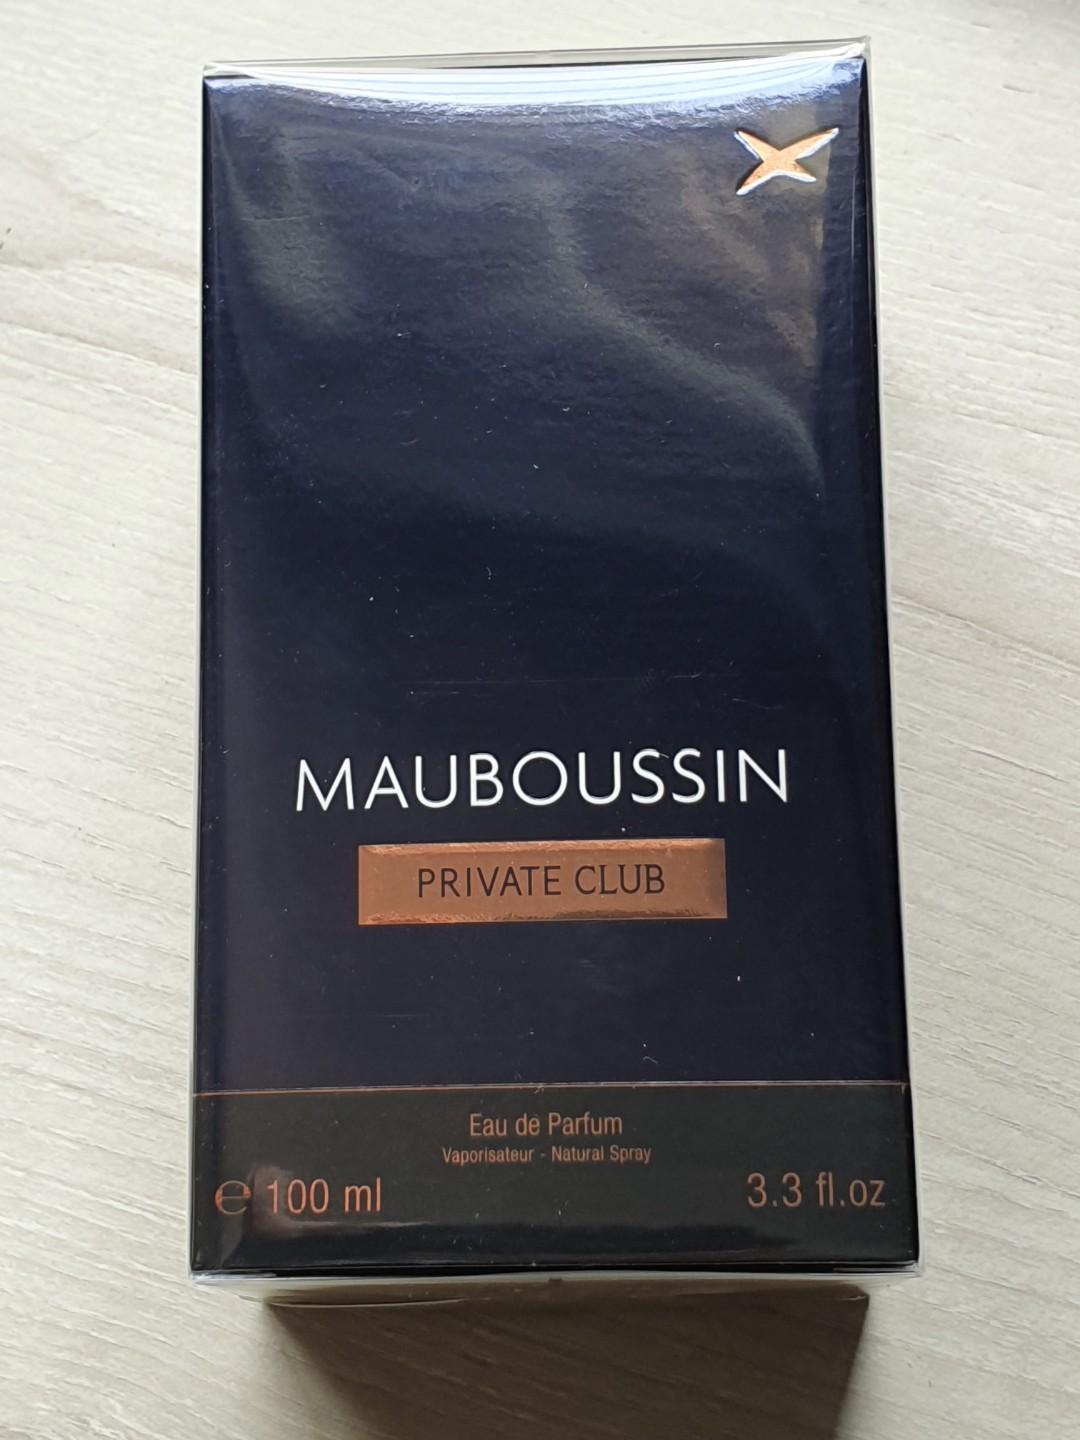 MAUBOUSSIN
PRIVATE CLUB
Eau de Parfum
Vaporisateur - Natural Spray
℮ 100 ml
3.3 fl.oz